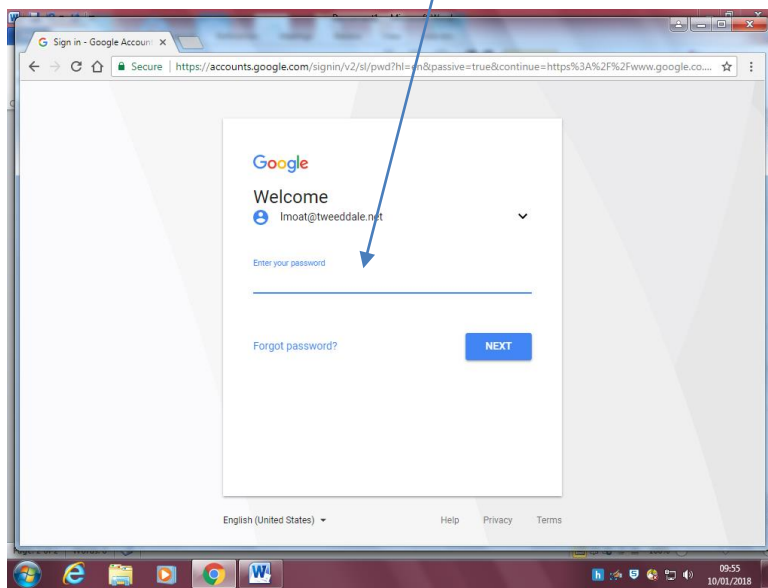 Sign in - Google Accoun
Secure | https://accounts.google.com/signin/v2/sl/pwd?hl=en&passive=true&continue=https%3A%2F%2Fwww.google.co....
Google
Welcome
lmoat@tweeddale.net
Enter your password
Forgot password?
NEXT
English (United States)
Help Privacy Terms
09:55
10/01/2018